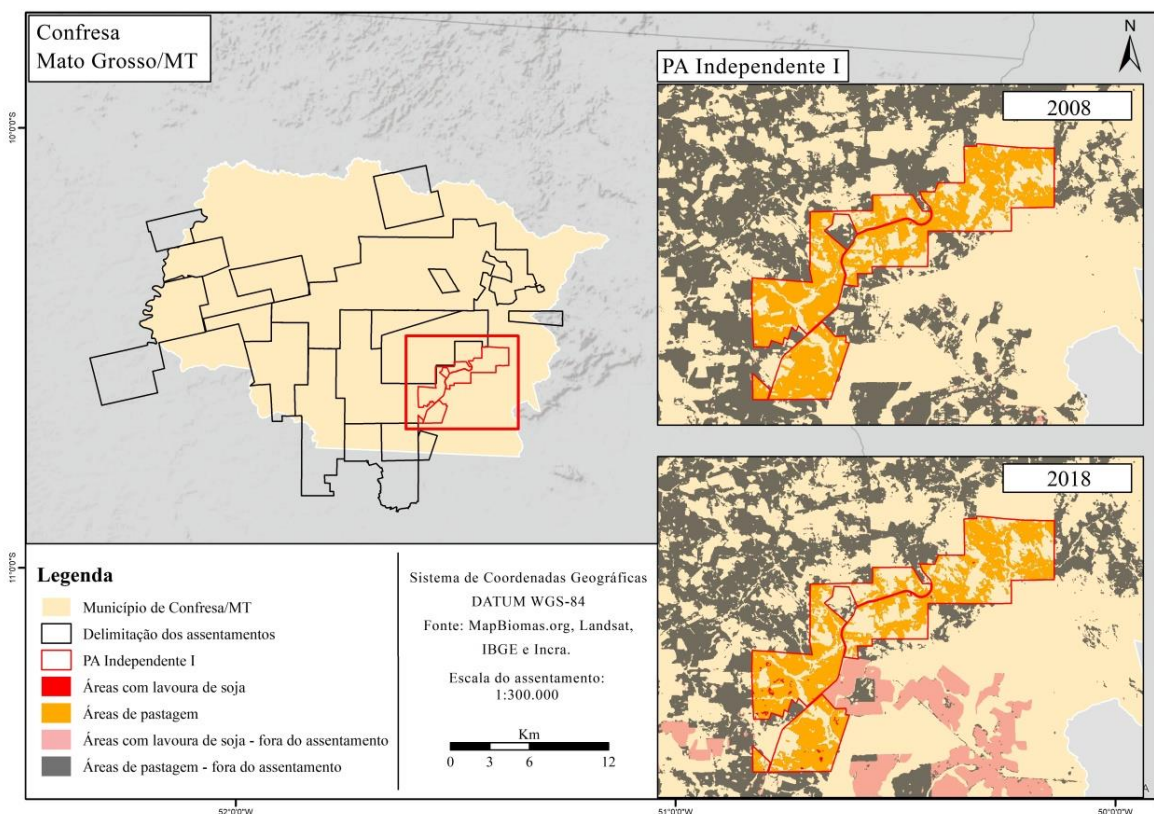 Confresa
Mato Grosso/MT
PA Independente I
N
2008
2018
10°0'0"S
11°0'0"S
52°0'0"W
51°0'0"W
50°0'0"W
Legenda
Município de Confresa/MT
Delimitação dos assentamentos
PA Independente I
Áreas com lavoura de soja
Áreas de pastagem
Áreas com lavoura de soja - fora do assentamento
Áreas de pastagem - fora do assentamento
Sistema de Coordenadas Geográficas
DATUM WGS-84
Fonte: MapBiomas.org, Landsat,
IBGE e Incra.
Escala do assentamento:
1:300.000
Km
0 3 6 12